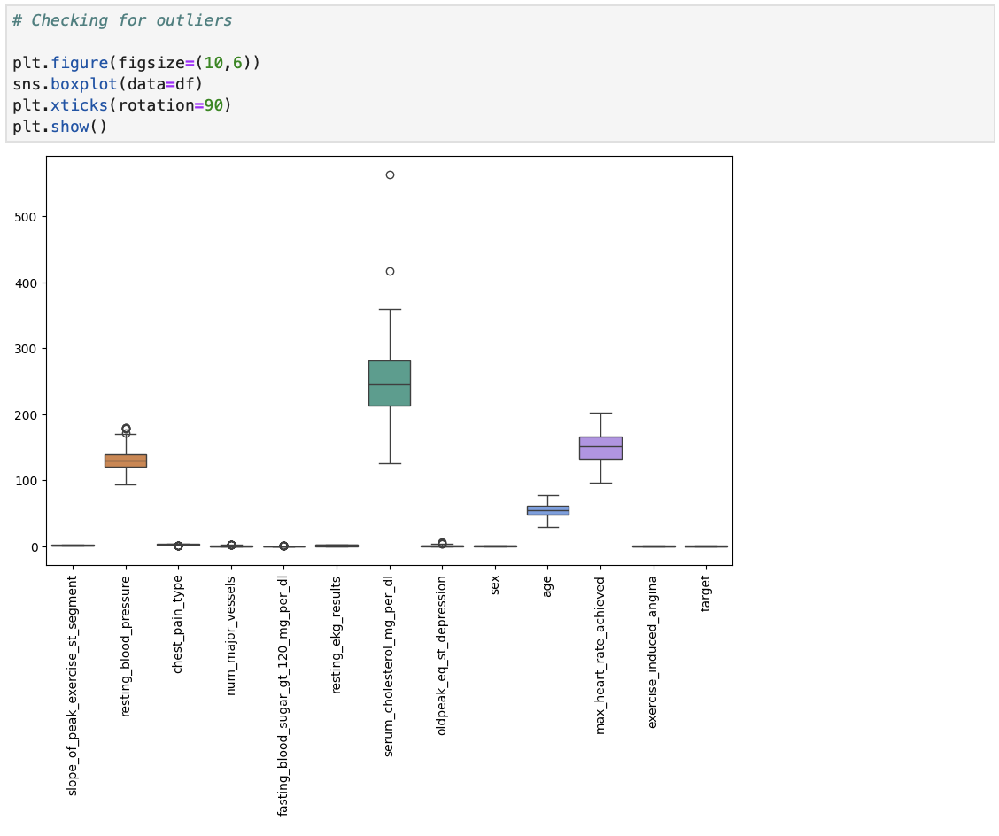 # Checking for outliers
plt.figure(figsize=(10,6))
sns.boxplot(data=df)
plt.xticks(rotation=90)
plt.show()
500
400
300
200
100
0
slope_of_peak_exercise_st_segment
resting_blood_pressure
chest_pain_type
num_major_vessels
fasting_blood_sugar_gt_120_mg_per_dl
resting_ekg_results
serum_cholesterol_mg_per_dl
oldpeak_eq_st_depression
sex
age
max_heart_rate_achieved
exercise_induced_angina
target